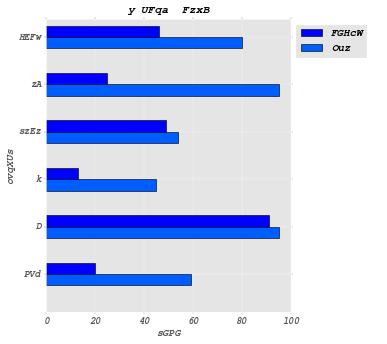 y UFqa FzxB
FGHcW
Ouz
HEFw
zA
szEz
k
D
PVd
ovqXUs
0 20 40 60 80 100
sGPG